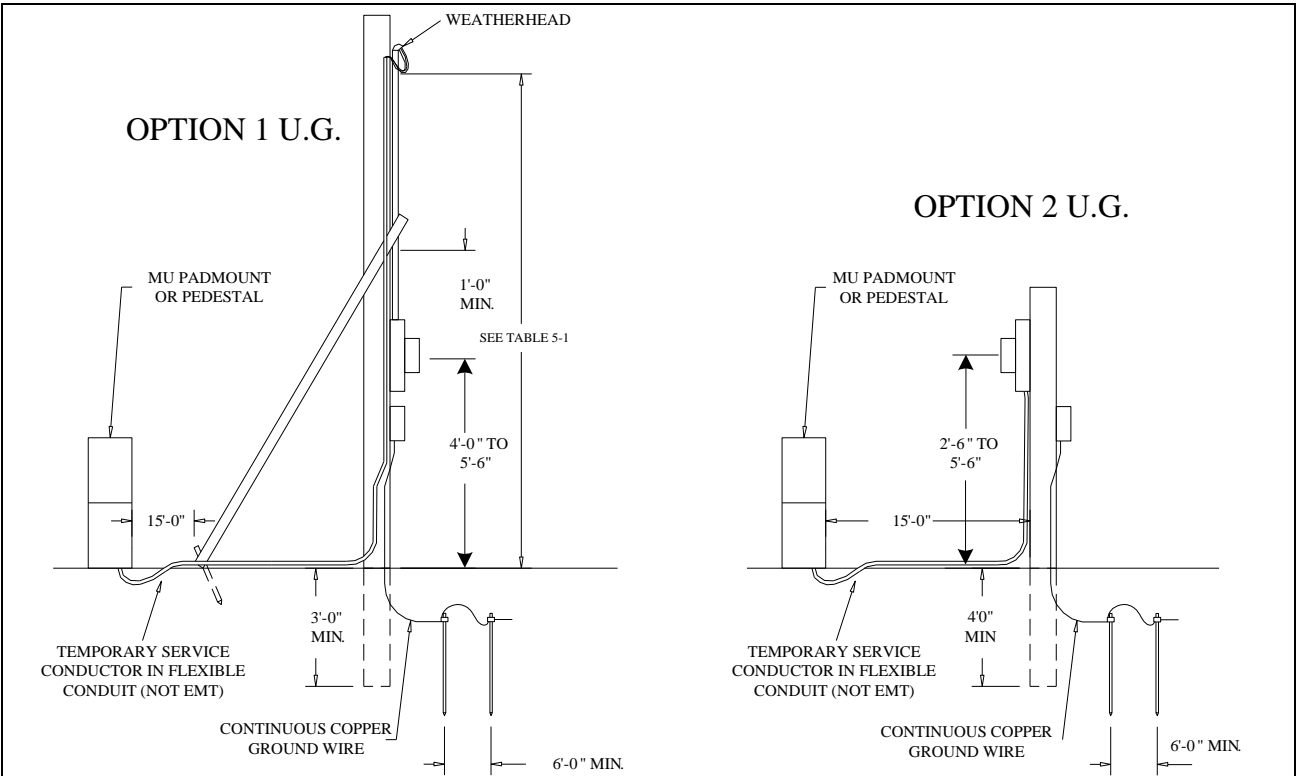 WEATHERHEAD
OPTION 1 U.G.
MU PADMOUNT
OR PEDESTAL
1'-0"
MIN.
SEE TABLE 5-1
4'-0" TO
5'-6"
15'-0"
3'-0"
MIN.
TEMPORARY SERVICE
CONDUCTOR IN FLEXIBLE
CONDUIT (NOT EMT)
CONTINUOUS COPPER
GROUND WIRE
6'-0" MIN.
OPTION 2 U.G.
MU PADMOUNT
OR PEDESTAL
2'-6" TO
5'-6"
15'-0"
4'0"
MIN
TEMPORARY SERVICE
CONDUCTOR IN FLEXIBLE
CONDUIT (NOT EMT)
CONTINUOUS COPPER
GROUND WIRE
6'-0" MIN.